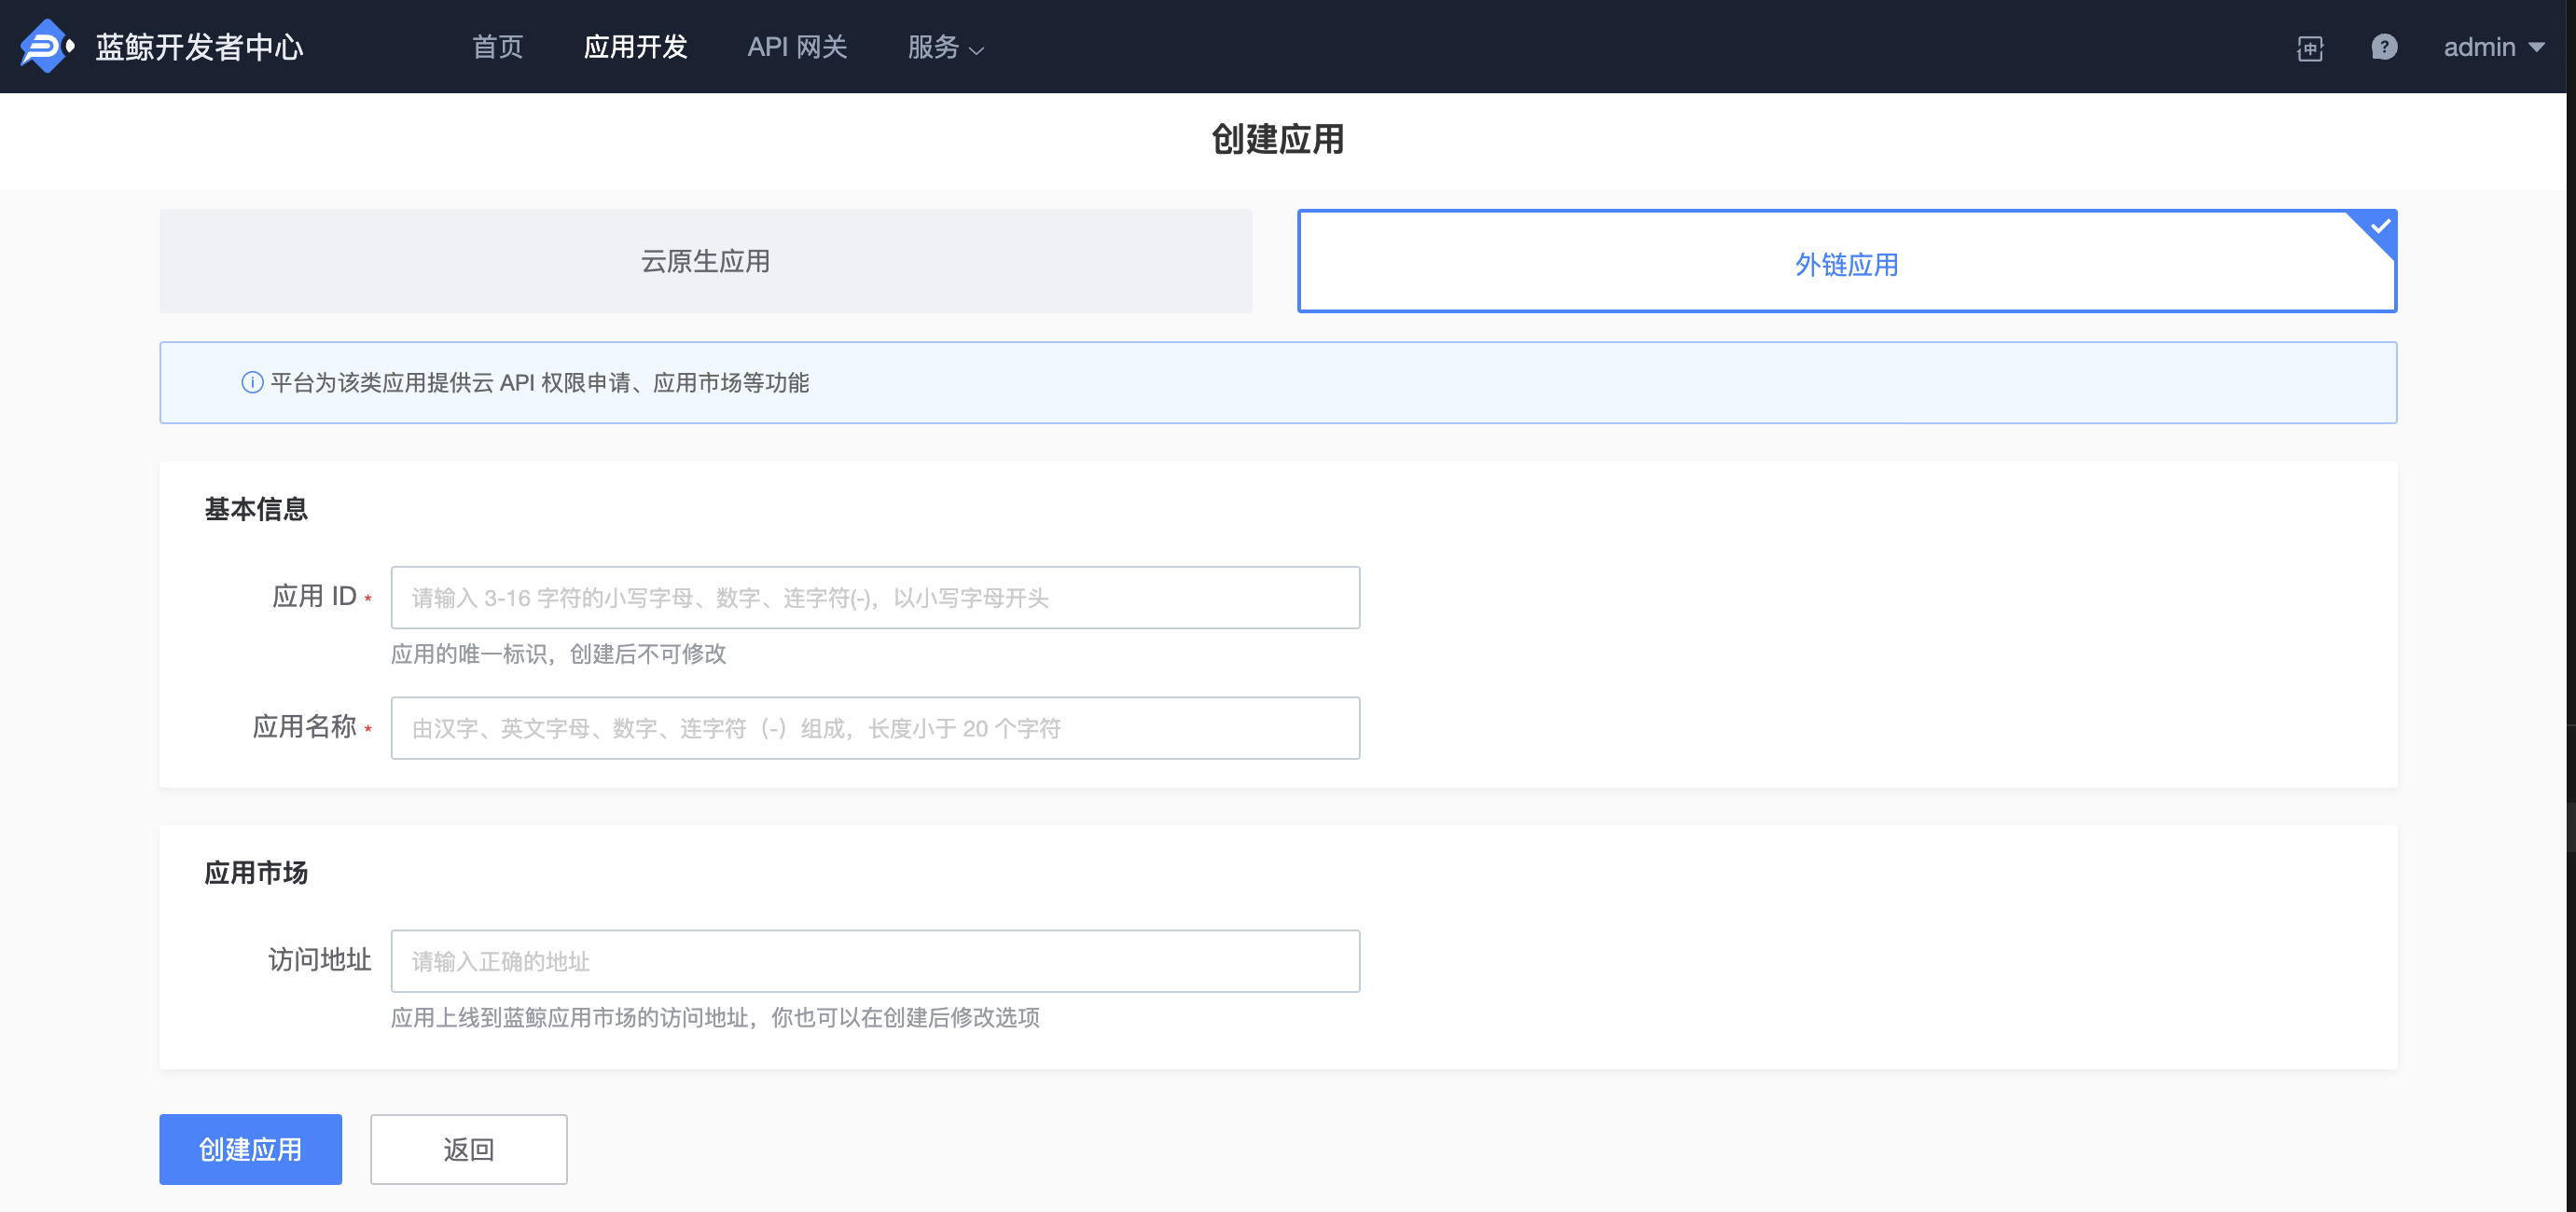 蓝鲸开发者中心 首页 应用开发 API 网关 服务 中 ? admin
创建应用
云原生应用 外链应用
平台为该类应用提供云 API 权限申请、应用市场等功能
基本信息
应用 ID * 请输入 3-16 字符的小写字母、数字、连字符(-)，以小写字母开头
应用的唯一标识，创建后不可修改
应用名称 * 由汉字、英文字母、数字、连字符（-）组成，长度小于 20 个字符
应用市场
访问地址 请输入正确的地址
应用上线到蓝鲸应用市场的访问地址，你也可以在创建后修改选项
创建应用 返回